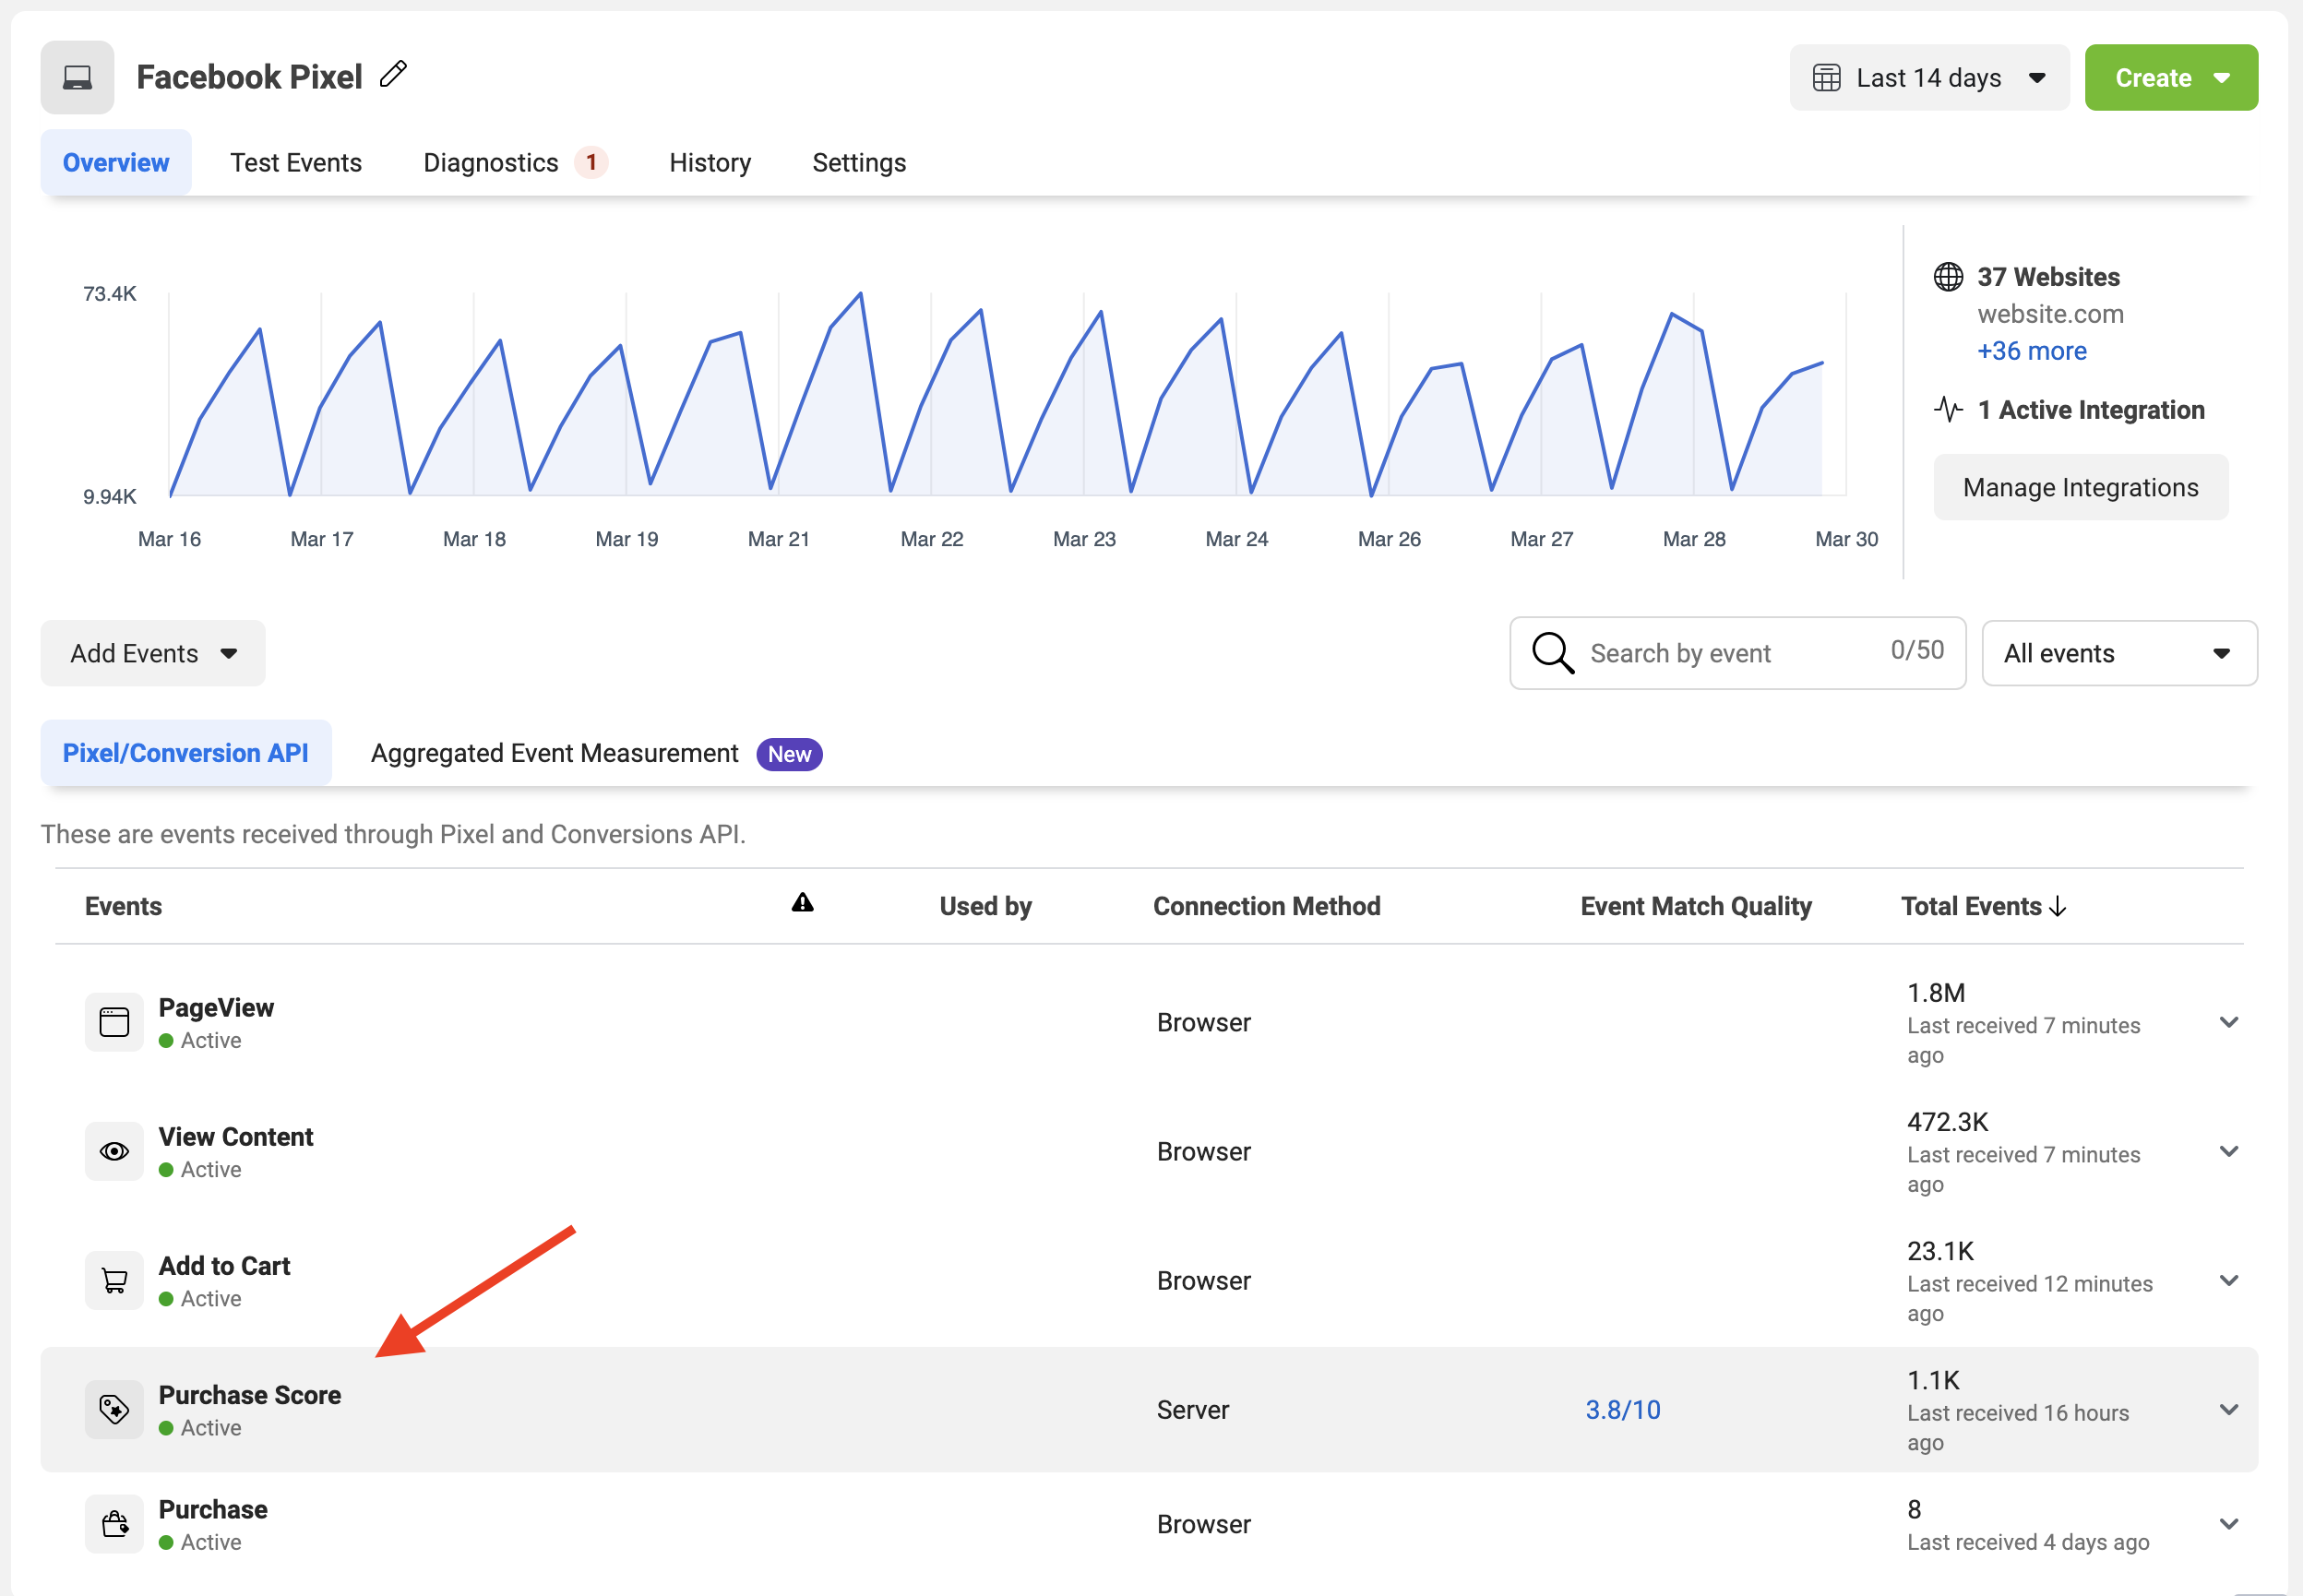 Facebook Pixel
Last 14 days
Create
Overview
Test Events
Diagnostics 1
History
Settings
73.4K
9.94K
Mar 16 Mar 17 Mar 18 Mar 19 Mar 21 Mar 22 Mar 23 Mar 24 Mar 26 Mar 27 Mar 28 Mar 30
37 Websites
website.com
+36 more
1 Active Integration
Manage Integrations
Add Events
Search by event 0/50
All events
Pixel/Conversion API
Aggregated Event Measurement New
These are events received through Pixel and Conversions API.
Events Used by Connection Method Event Match Quality Total Events
PageView
Active
Browser
1.8M
Last received 7 minutes
ago
View Content
Active
Browser
472.3K
Last received 7 minutes
ago
Add to Cart
Active
Browser
23.1K
Last received 12 minutes
ago
Purchase Score
Active
Server
3.8/10
1.1K
Last received 16 hours
ago
Purchase
Active
Browser
8
Last received 4 days ago